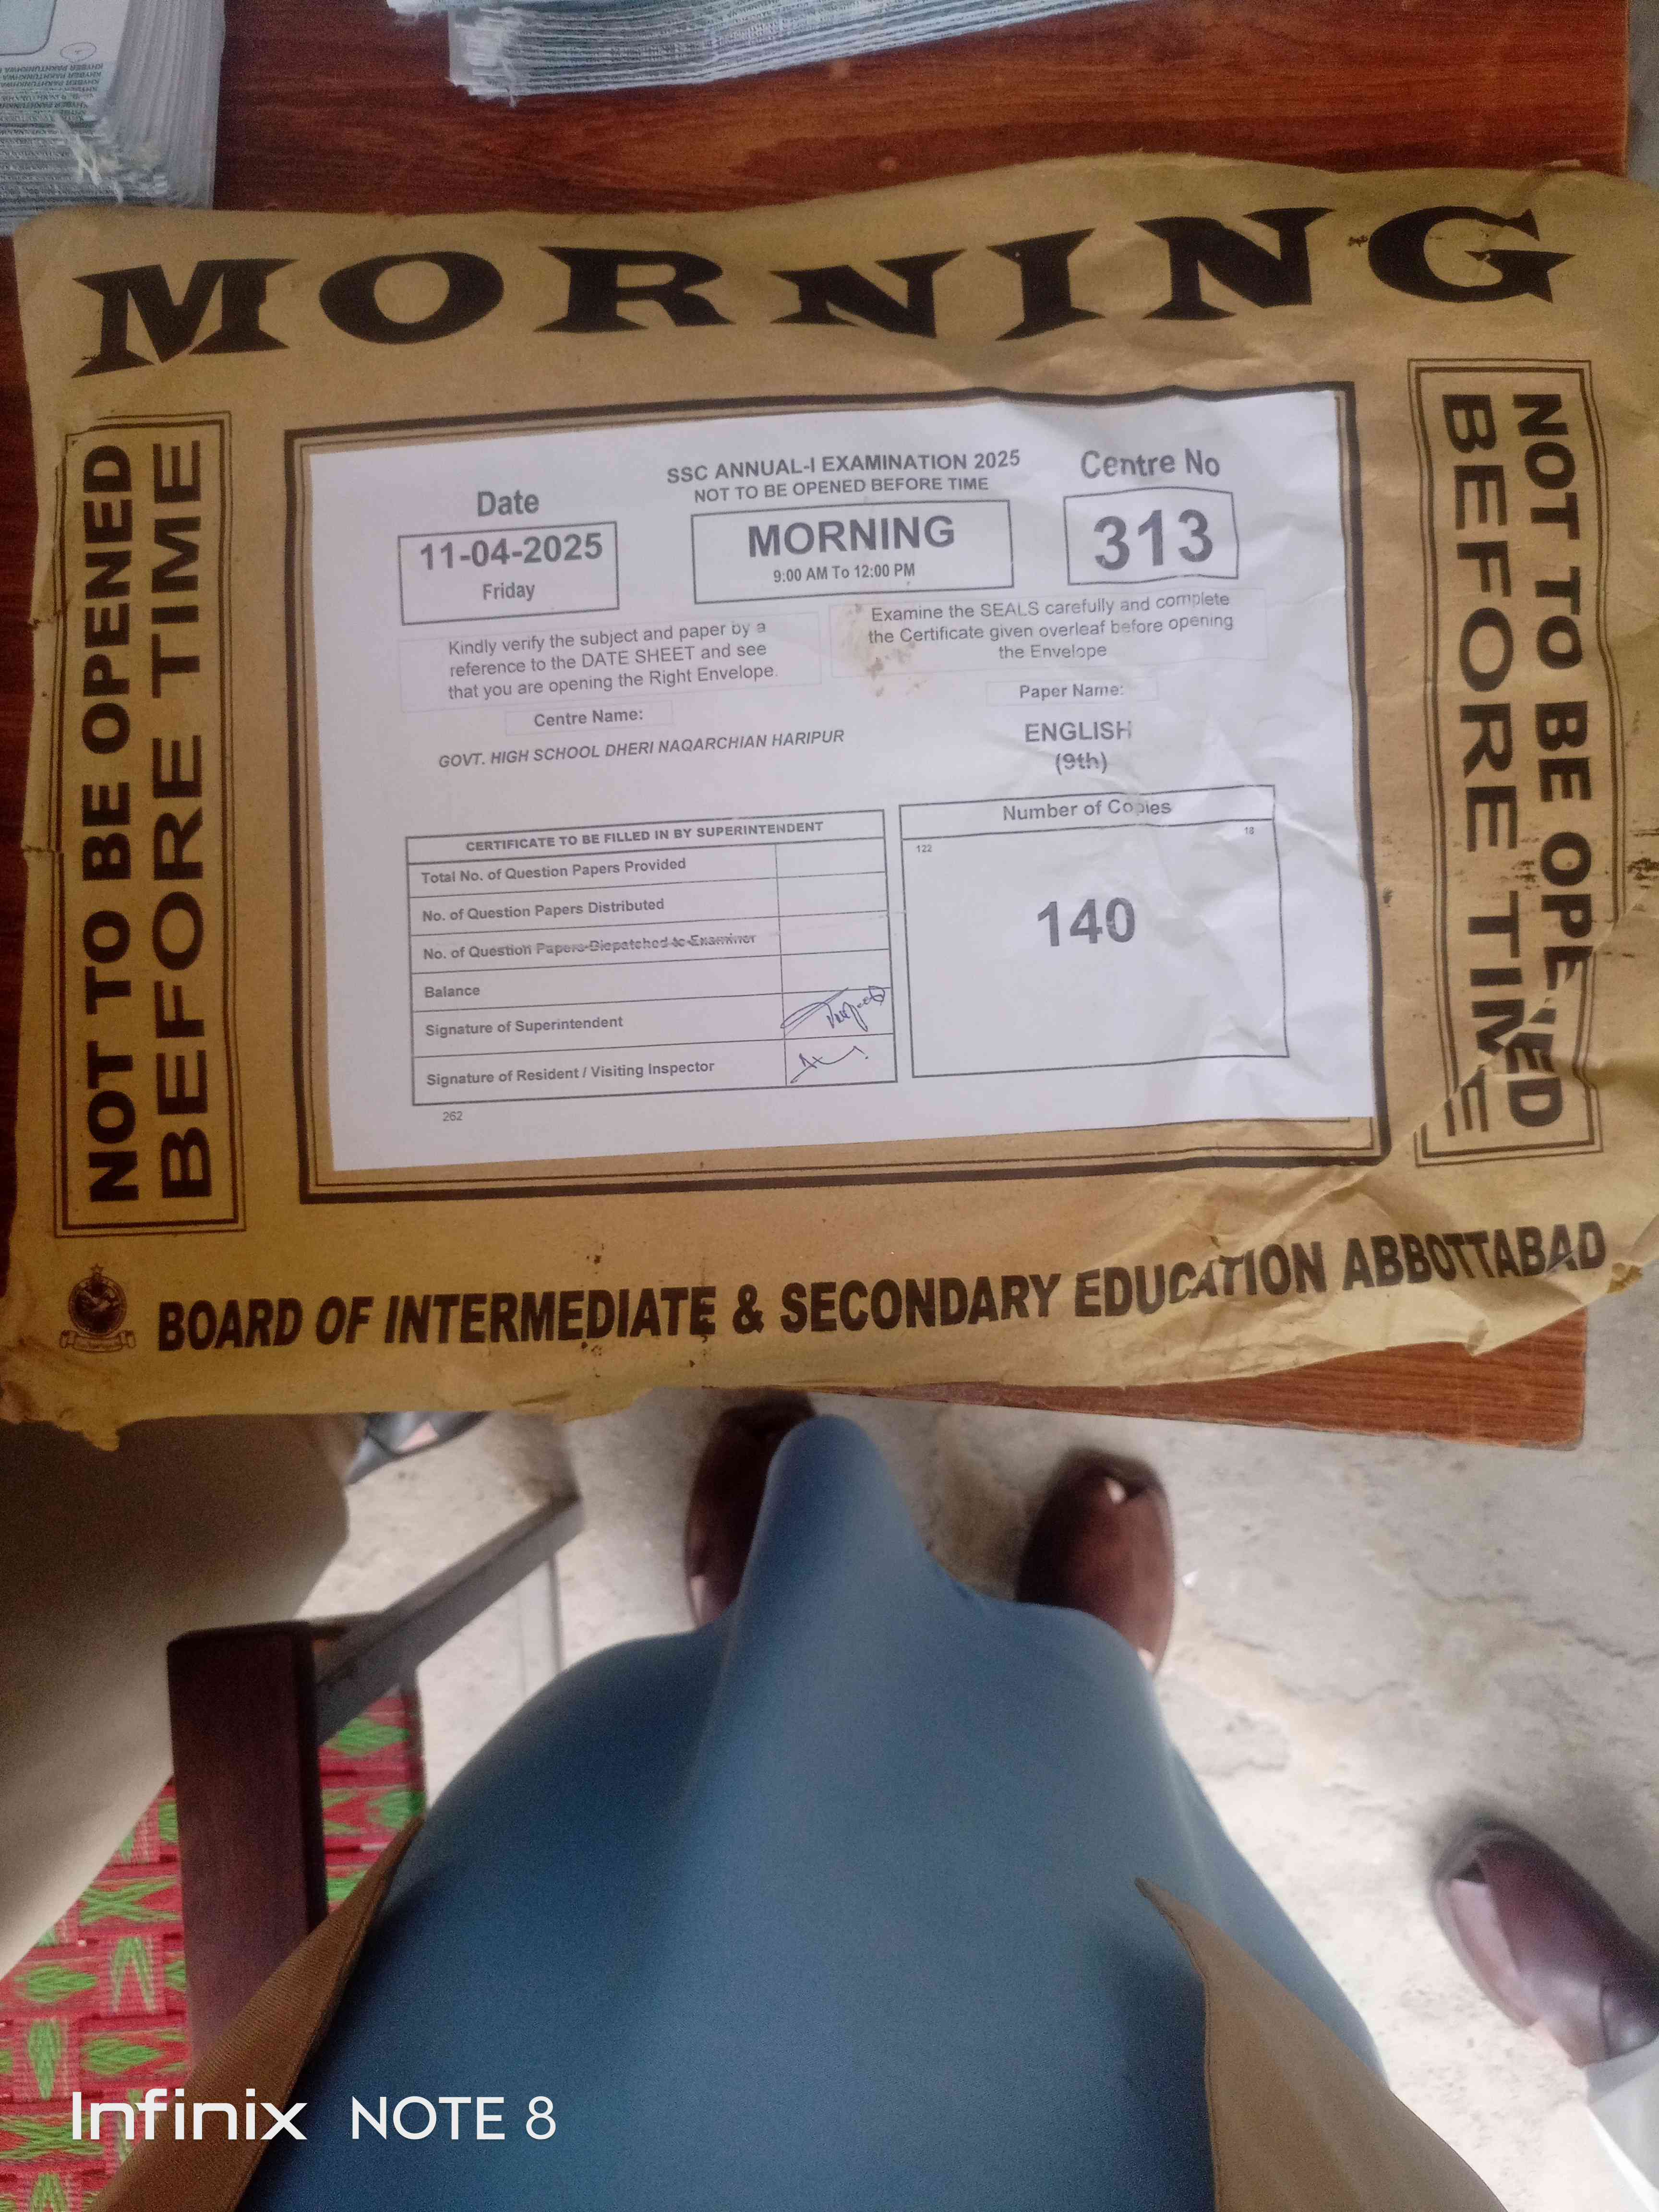 KHYBER PAKHTUNKHWA
MORNING
NOT TO BE OPENED
BEFORE TIME
SSC ANNUAL-I EXAMINATION 2025
NOT TO BE OPENED BEFORE TIME
Date
11-04-2025
Friday
MORNING
9:00 AM To 12:00 PM
Centre No
313
Kindly verify the subject and paper by a
reference to the DATE SHEET and see
that you are opening the Right Envelope.
Examine the SEALS carefully and complete
the Certificate given overleaf before opening
the Envelope
Centre Name:
GOVT. HIGH SCHOOL DHERI NAQARCHIAN HARIPUR
Paper Name:
ENGLISH
(9th)
CERTIFICATE TO BE FILLED IN BY SUPERINTENDENT
Total No. of Question Papers Provided
No. of Question Papers Distributed
No. of Question Papers Dispatched to Examiner
Balance
Signature of Superintendent
Signature of Resident / Visiting Inspector
262
Number of Copies
122
18
140
NOT TO BE OPENED
BEFORE TIME
BOARD OF INTERMEDIATE & SECONDARY EDUCATION ABBOTTABAD
Infinix NOTE 8